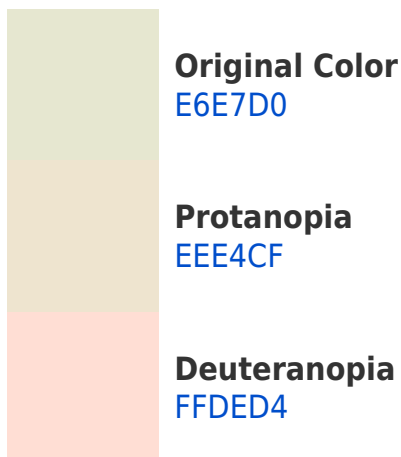 Original Color
E6E7D0
Protanopia
EEE4CF
Deuteranopia
FFDED4